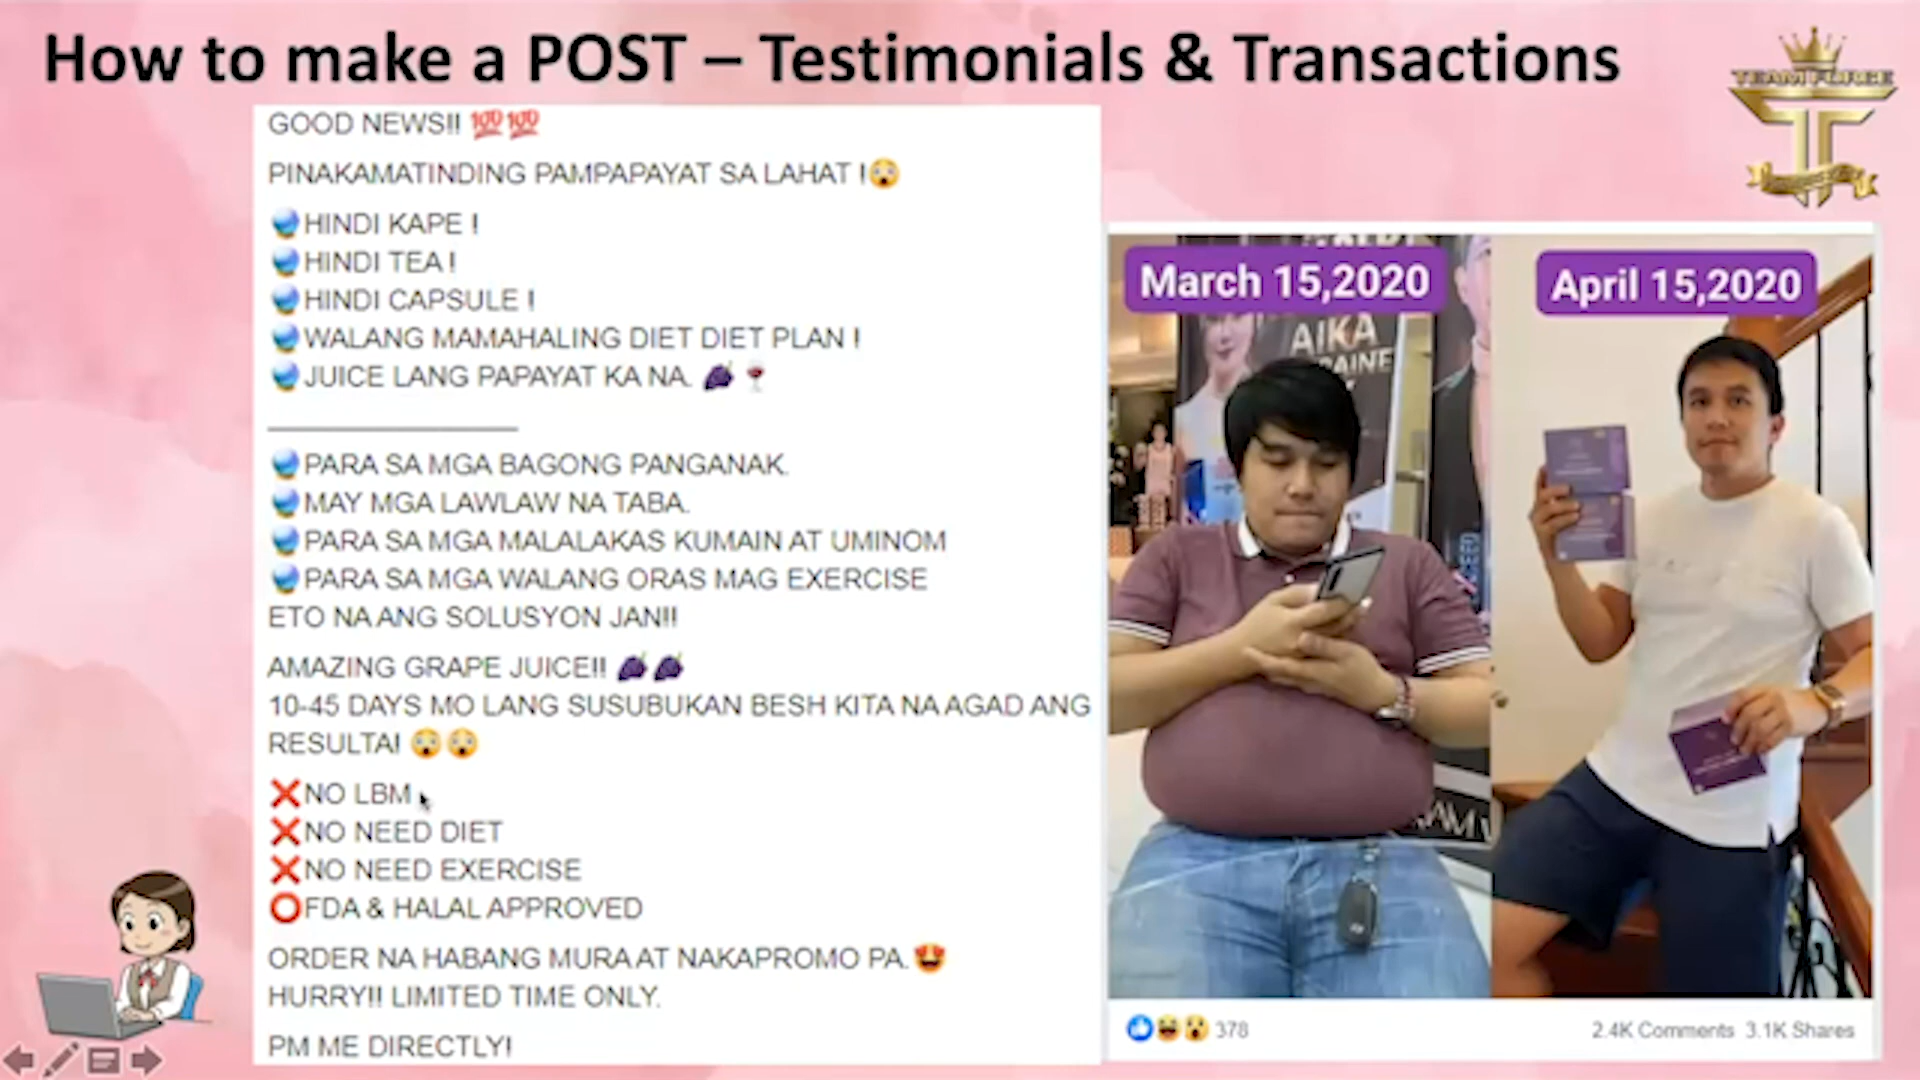 How to make a POST – Testimonials & Transactions
TEAM FORCE
GOOD NEWS!! 💯💯
PINAKAMATINDING PAMPAPAYAT SA LAHAT !😵
🔮HINDI KAPE !
🔮HINDI TEA !
🔮HINDI CAPSULE !
🔮WALANG MAMAHALING DIET DIET PLAN !
🔮JUICE LANG PAPAYAT KA NA. 🍇🍷
🔮PARA SA MGA BAGONG PANGANAK.
🔮MAY MGA LAWLAW NA TABA.
🔮PARA SA MGA MALALAKAS KUMAIN AT UMINOM
🔮PARA SA MGA WALANG ORAS MAG EXERCISE
ETO NA ANG SOLUSYON JAN!!
AMAZING GRAPE JUICE!! 🍇🍇
10-45 DAYS MO LANG SUSUBUKAN BESH KITA NA AGAD ANG
RESULTA! 😵😵
❌NO LBM
❌NO NEED DIET
❌NO NEED EXERCISE
⭕FDA & HALAL APPROVED
ORDER NA HABANG MURA AT NAKAPROMO PA.🤩
HURRY!! LIMITED TIME ONLY.
PM ME DIRECTLY!
March 15,2020
April 15,2020
AIKA
378
2.4K Comments 3.1K Shares